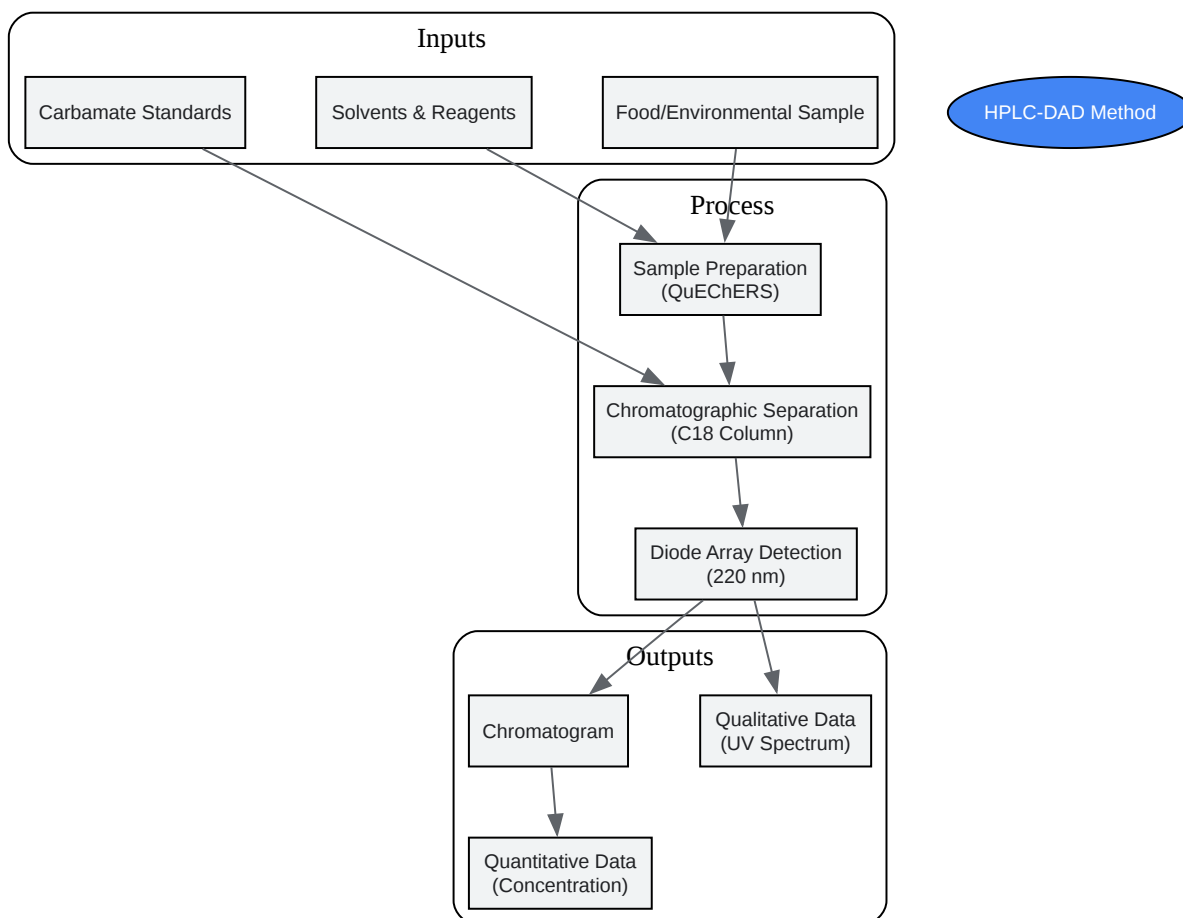 Inputs
Carbamate Standards
Solvents & Reagents
Food/Environmental Sample
HPLC-DAD Method
Process
Sample Preparation
(QuEChERS)
Chromatographic Separation
(C18 Column)
Diode Array Detection
(220 nm)
Outputs
Chromatogram
Qualitative Data
(UV Spectrum)
Quantitative Data
(Concentration)